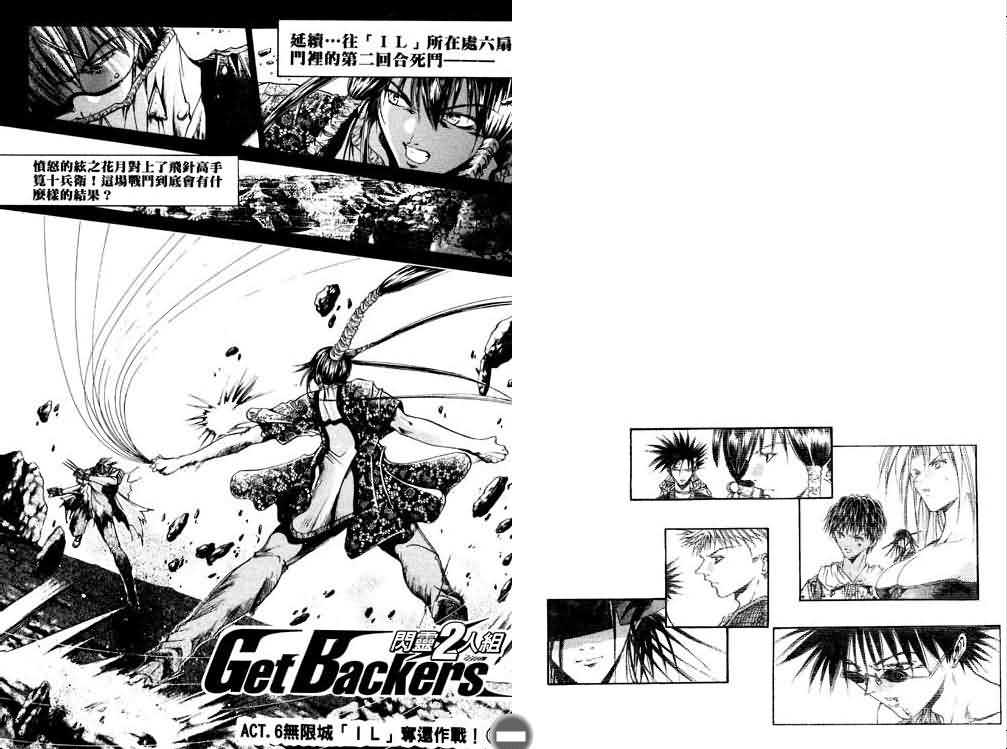 延續…往「ＩＬ」所在處六扇
門裡的第二回合死鬥———
憤怒的絃之花月對上了飛針高手
筧十兵衛！這場戰鬥到底會有什
麼樣的結果？
閃靈2人組
Get Backers
ACT.6無限城「ＩＬ」奪還作戰！